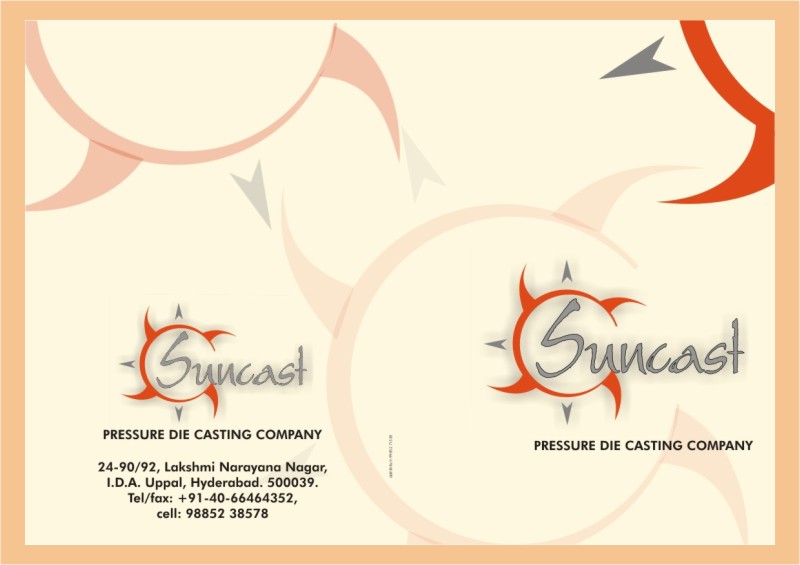 Suncast
PRESSURE DIE CASTING COMPANY
24-90/92, Lakshmi Narayana Nagar,
I.D.A. Uppal, Hyderabad. 500039.
Tel/fax: +91-40-66464352,
cell: 98852 38578
Suncast
PRESSURE DIE CASTING COMPANY